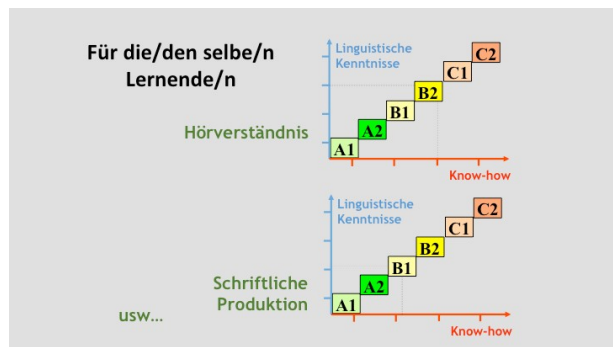 Für die/den selbe/n
Lernende/n
Linguistische
Kenntnisse
C2
C1
B2
B1
A2
A1
Hörverständnis
Know-how
Linguistische
Kenntnisse
C2
C1
B2
B1
A2
A1
Schriftliche
Produktion
usw...
Know-how